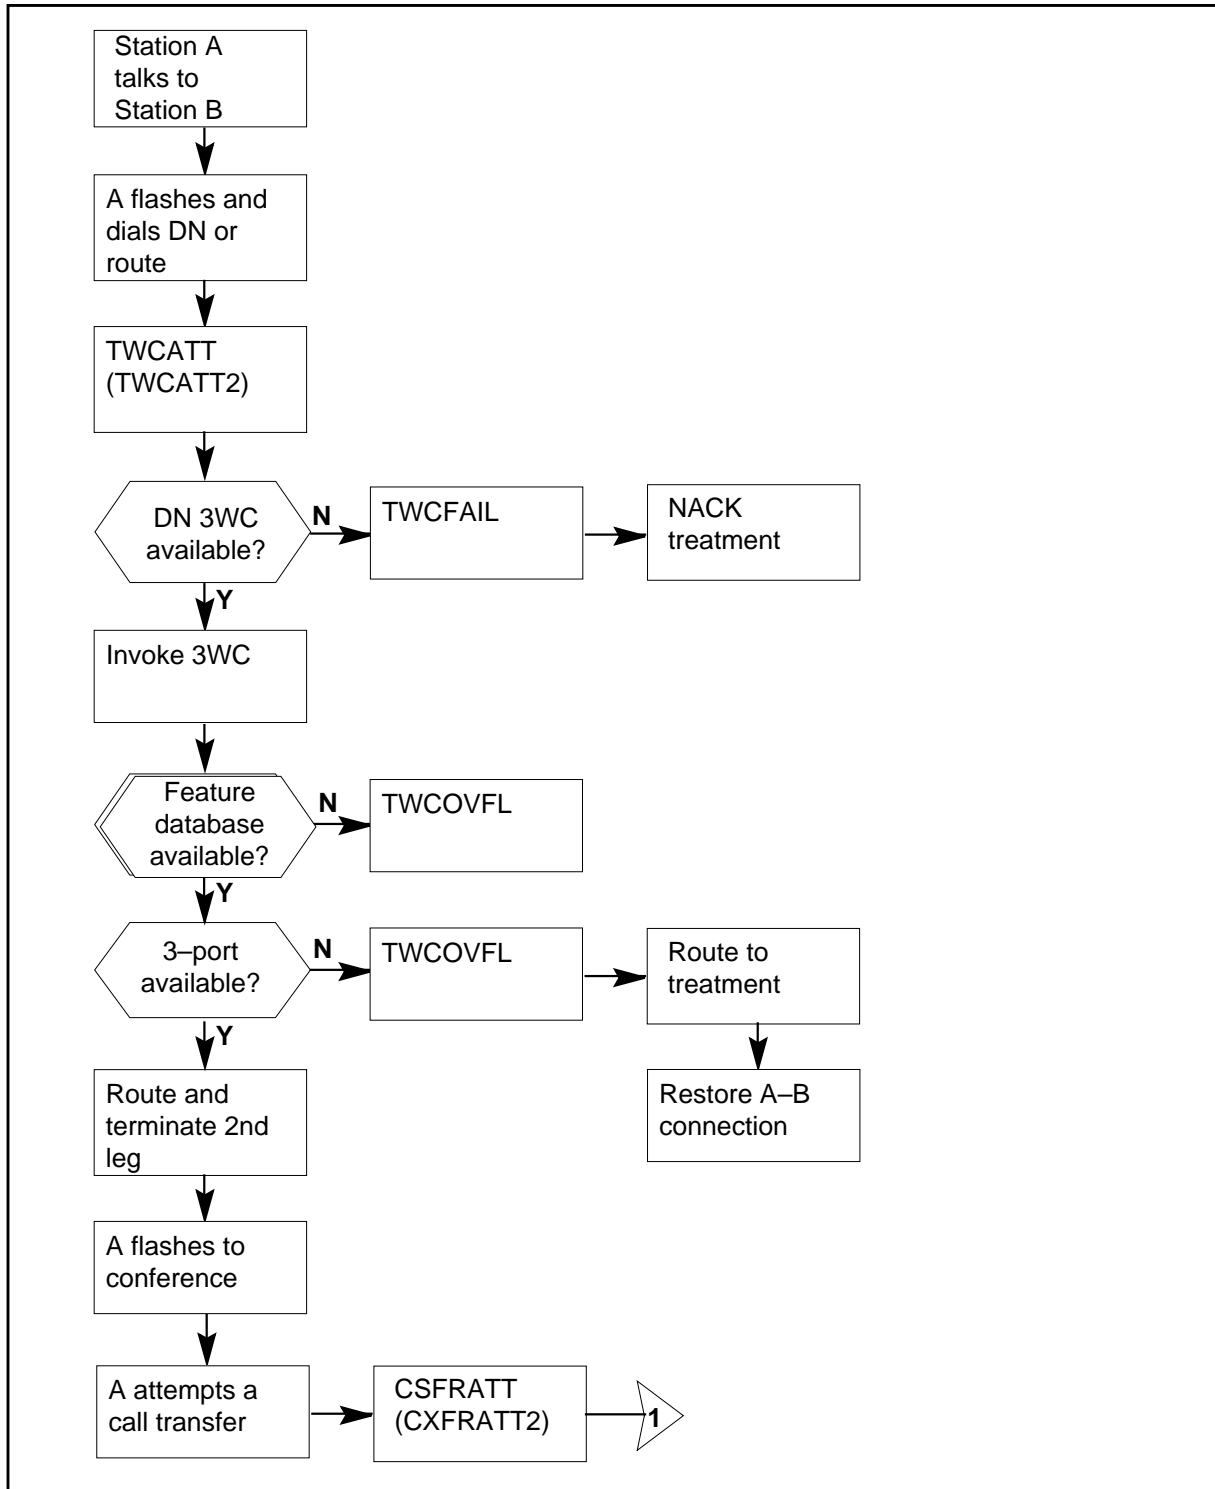 Station A
talks to
Station B
A flashes and
dials DN or
route
TWCATT
(TWCATT2)
DN 3WC
available?
N
TWCFAIL
NACK
treatment
Y
Invoke 3WC
Feature
database
available?
N
TWCOVFL
Y
3–port
available?
N
TWCOVFL
Route to
treatment
Y
Route and
terminate 2nd
leg
Restore A–B
connection
A flashes to
conference
A attempts a
call transfer
CSFRATT
(CXFRATT2)
1